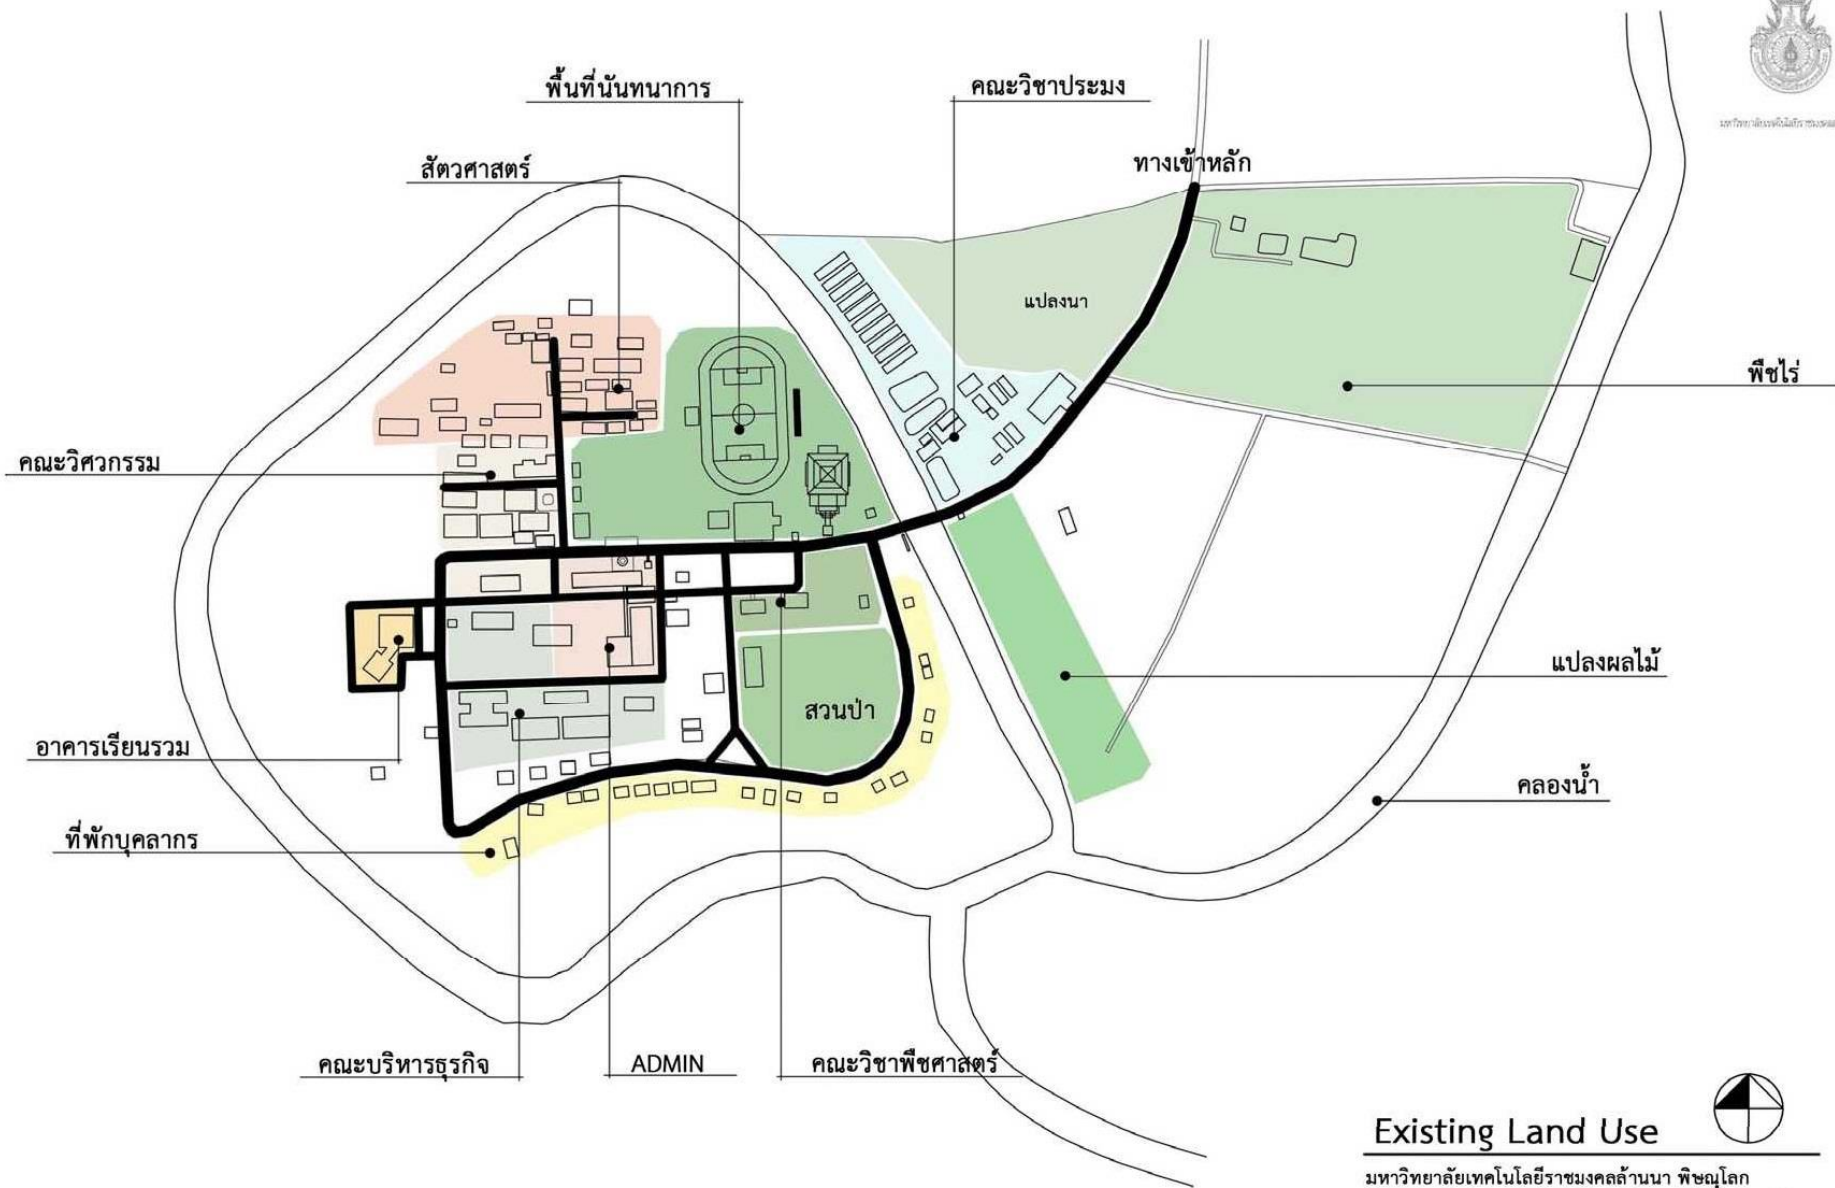 พื้นที่นันทนาการ
คณะวิชาประมง
สัตวศาสตร์
ทางเข้าหลัก
แปลงนา
พืชไร่
คณะวิศวกรรม
แปลงผลไม้
สวนป่า
อาคารเรียนรวม
คลองน้ำ
ที่พักบุคลากร
คณะบริหารธุรกิจ
ADMIN
คณะวิชาพืชศาสตร์
Existing Land Use
มหาวิทยาลัยเทคโนโลยีราชมงคลล้านนา พิษณุโลก